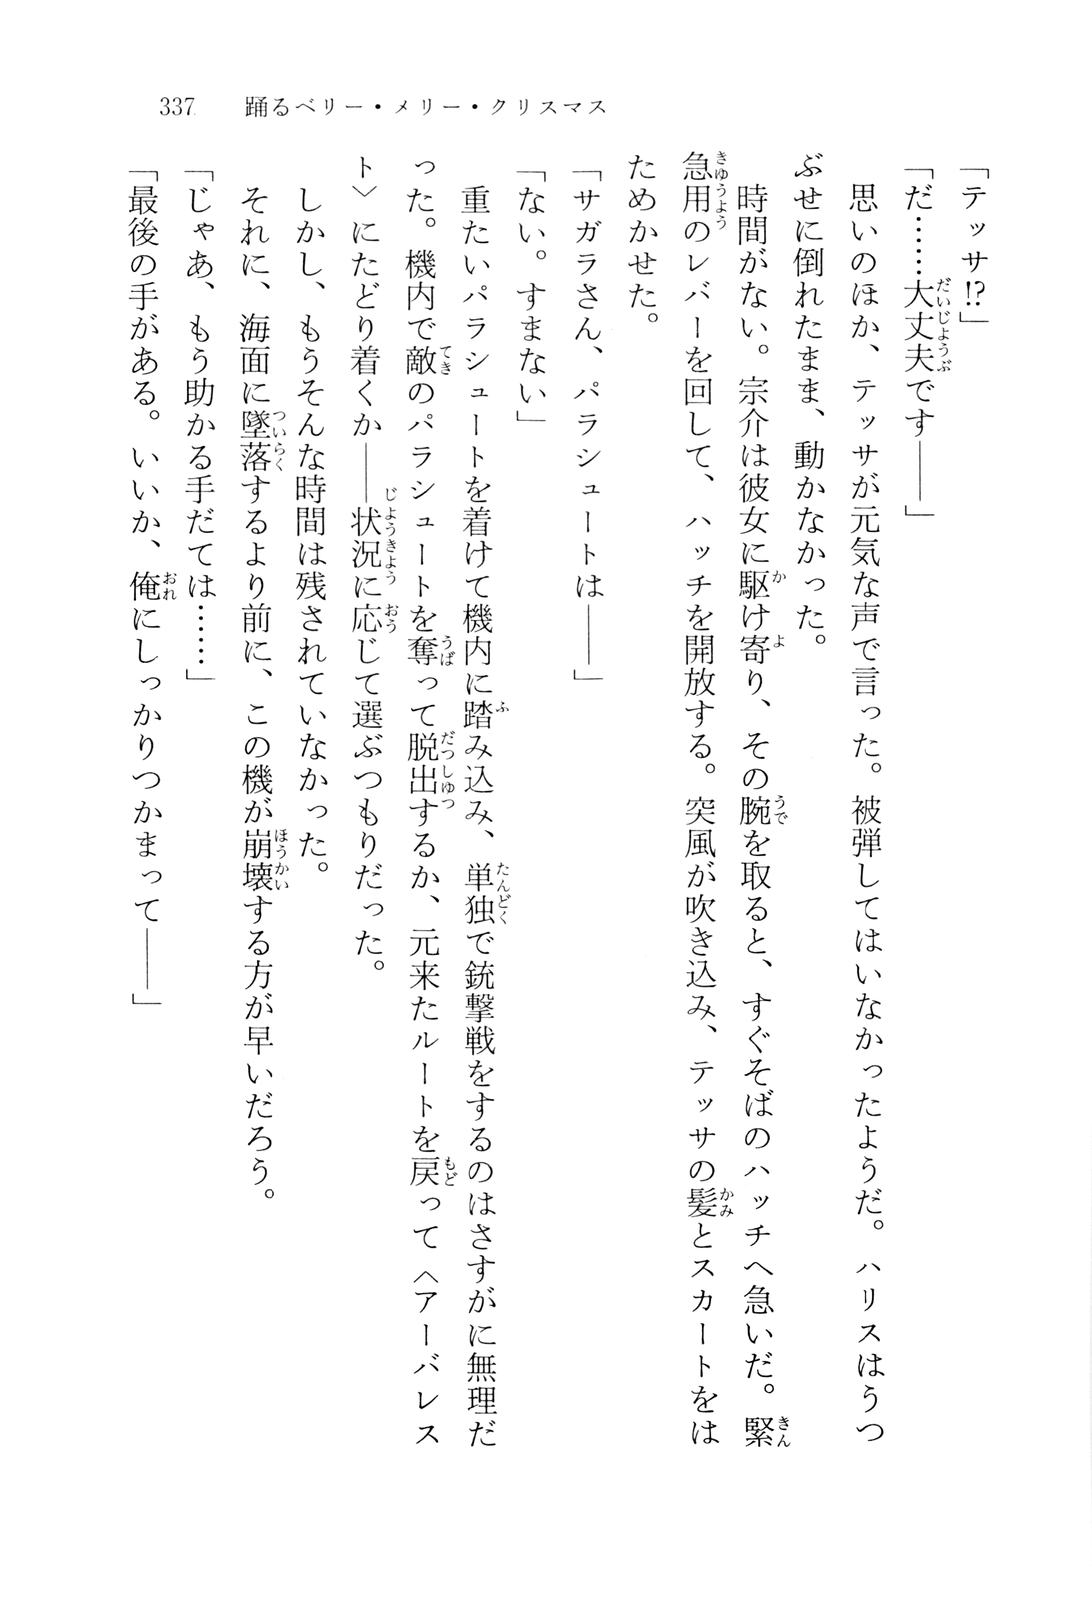 337　踊るベリー・メリー・クリスマス
「テッサ!?」
「だ……大丈夫です――」
　思いのほか、テッサが元気な声で言った。被弾してはいなかったようだ。ハリスはうつ
ぶせに倒れたまま、動かなかった。
　時間がない。宗介は彼女に駆け寄り、その腕を取ると、すぐそばのハッチへ急いだ。緊
急用のレバーを回して、ハッチを開放する。突風が吹き込み、テッサの髪とスカートをは
ためかせた。
「サガラさん、パラシュートは――」
「ない。すまない」
　重たいパラシュートを着けて機内に踏み込み、単独で銃撃戦をするのはさすがに無理だ
った。機内で敵のパラシュートを奪って脱出するか、元来たルートを戻って〈アーバレス
ト〉にたどり着くか――状況に応じて選ぶつもりだった。
　しかし、もうそんな時間は残されていなかった。
　それに、海面に墜落するより前に、この機が崩壊する方が早いだろう。
「じゃあ、もう助かる手だては……」
「最後の手がある。いいか、俺にしっかりつかまって――」